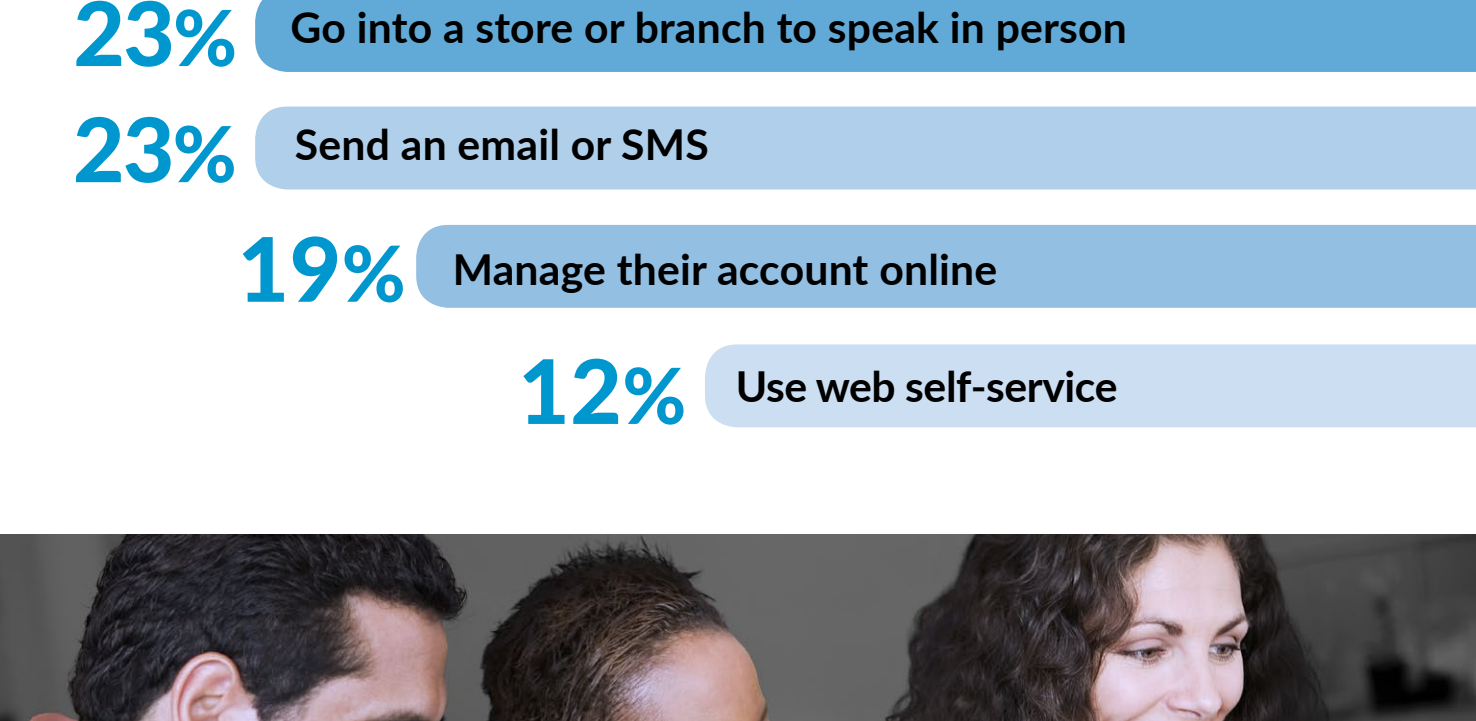 23% Go into a store or branch to speak in person
23% Send an email or SMS
19% Manage their account online
12% Use web self-service